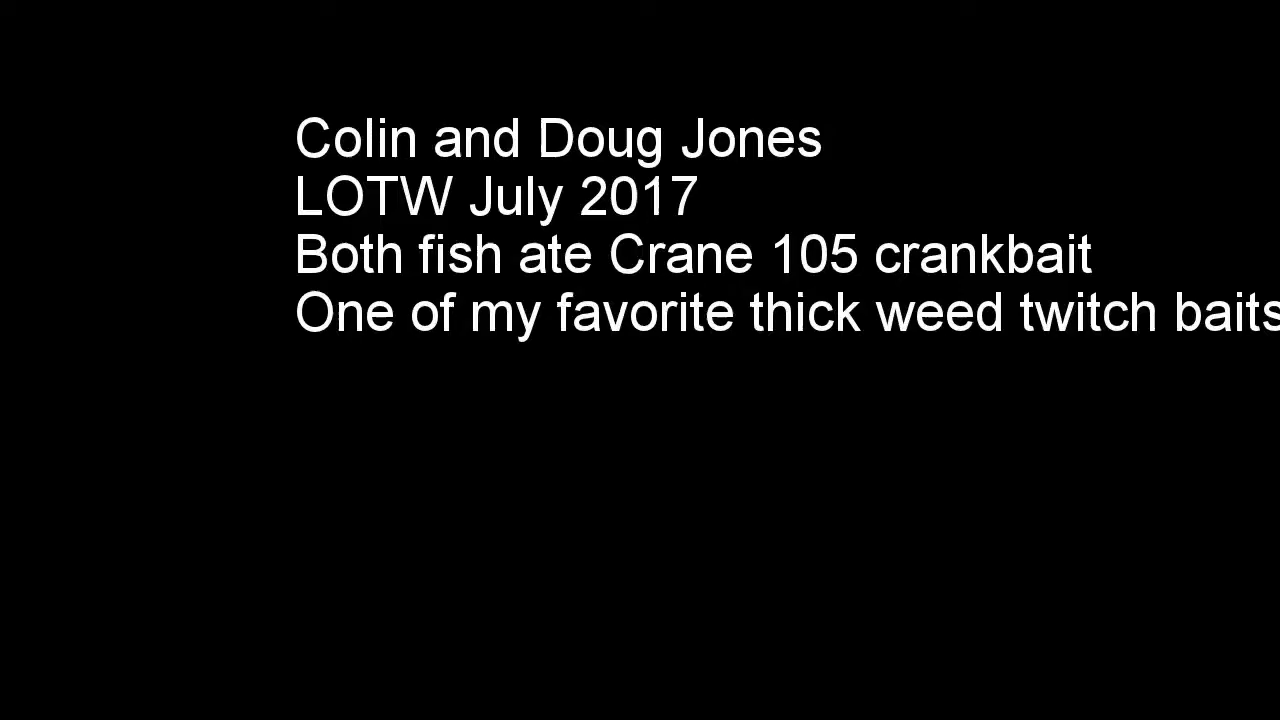 Colin and Doug Jones
LOTW July 2017
Both fish ate Crane 105 crankbait
One of my favorite thick weed twitch baits